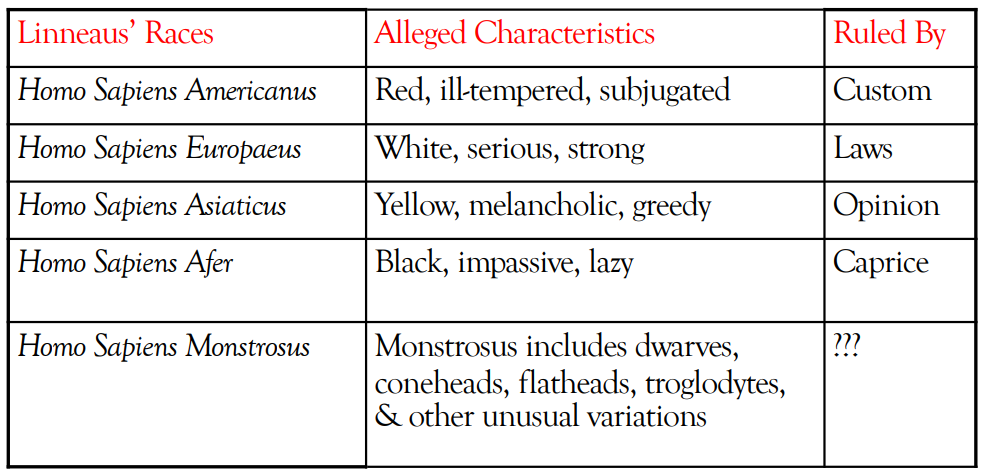 Linneaus' Races Alleged Characteristics Ruled By
Homo Sapiens Americanus Red, ill-tempered, subjugated Custom
Homo Sapiens Europaeus White, serious, strong Laws
Homo Sapiens Asiaticus Yellow, melancholic, greedy Opinion
Homo Sapiens Afer Black, impassive, lazy Caprice
Homo Sapiens Monstrosus Monstrosus includes dwarves, ???
coneheads, flatheads, troglodytes,
& other unusual variations